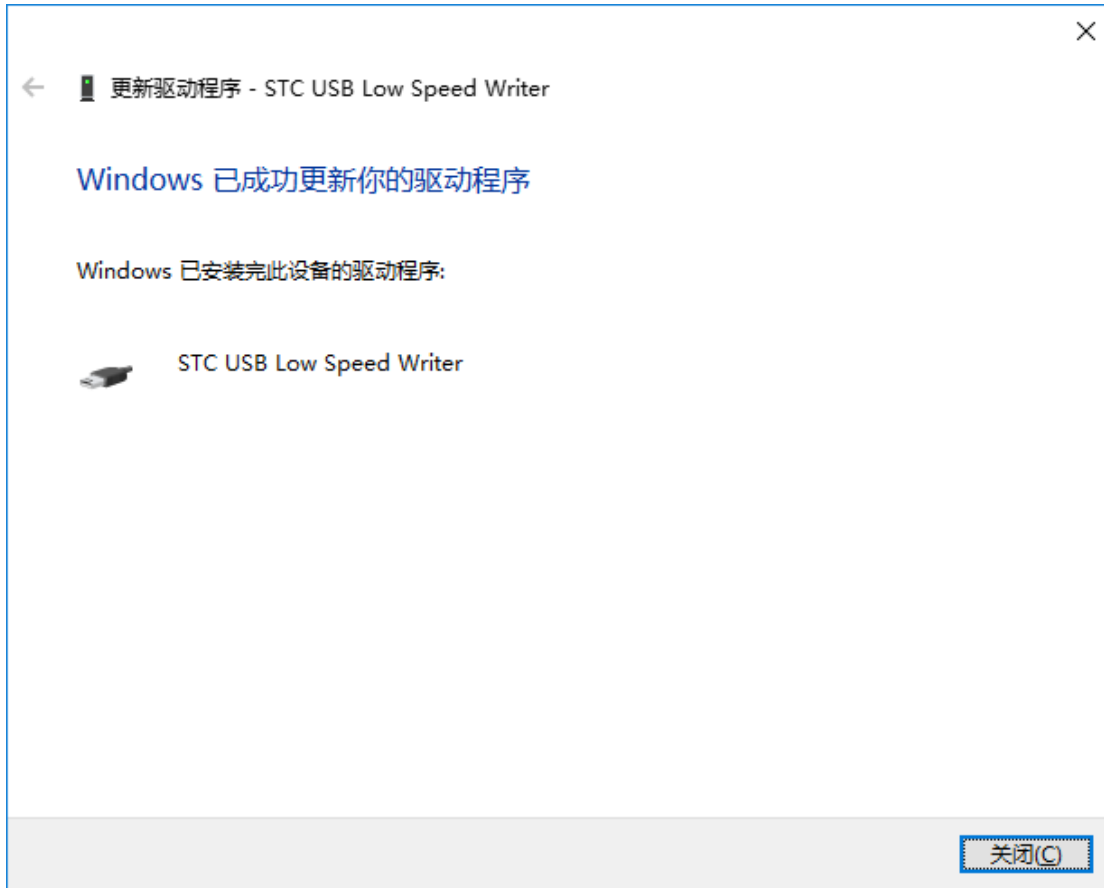 更新驱动程序 - STC USB Low Speed Writer
Windows 已成功更新你的驱动程序
Windows 已安装完此设备的驱动程序:
STC USB Low Speed Writer
关闭(C)